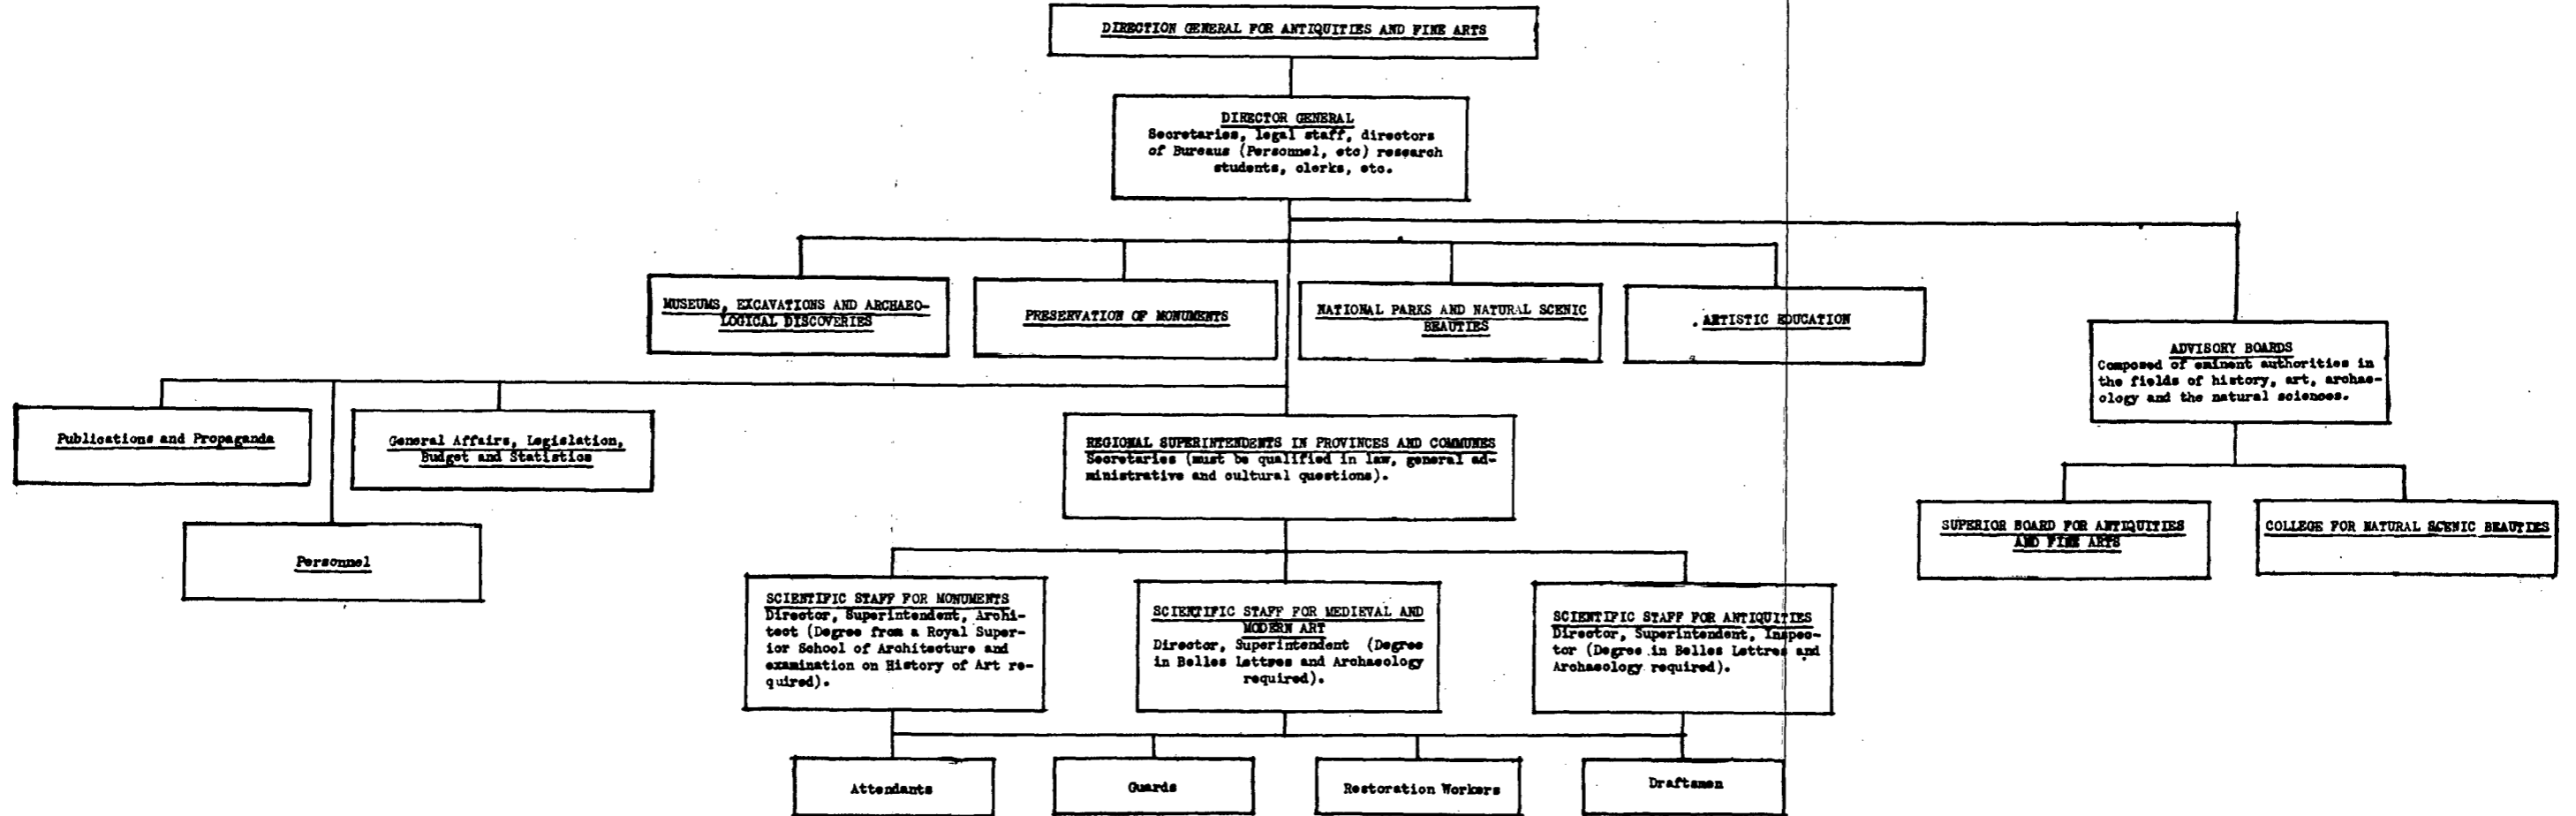 DIRECTION GENERAL FOR ANTIQUITIES AND FINE ARTS
DIRECTOR GENERAL
Secretaries, legal staff, directors
of Bureaus (Personnel, etc) research
students, clerks, etc.
MUSEUMS, EXCAVATIONS AND ARCHAEO-
LOGICAL DISCOVERIES
PRESERVATION OF MONUMENTS
NATIONAL PARKS AND NATURAL SCENIC
BEAUTIES
ARTISTIC EDUCATION
ADVISORY BOARDS
Composed of eminent authorities in
the fields of history, art, archae-
ology and the natural sciences.
Publications and Propaganda
General Affairs, Legislation,
Budget and Statistics
Personnel
REGIONAL SUPERINTENDENTS IN PROVINCES AND COMMUNES
Secretaries (must be qualified in law, general ad-
ministrative and cultural questions).
SUPERIOR BOARD FOR ANTIQUITIES
AND FINE ARTS
COLLEGE FOR NATURAL SCENIC BEAUTIES
SCIENTIFIC STAFF FOR MONUMENTS
Director, Superintendent, Archi-
tect (Degree from a Royal Super-
ior School of Architecture and
examination on History of Art re-
quired).
SCIENTIFIC STAFF FOR MEDIEVAL AND
MODERN ART
Director, Superintendent (Degree
in Belles Lettres and Archaeology
required).
SCIENTIFIC STAFF FOR ANTIQUITIES
Director, Superintendent, Inspec-
tor (Degree in Belles Lettres and
Archaeology required).
Attendants
Guards
Restoration Workers
Draftsmen